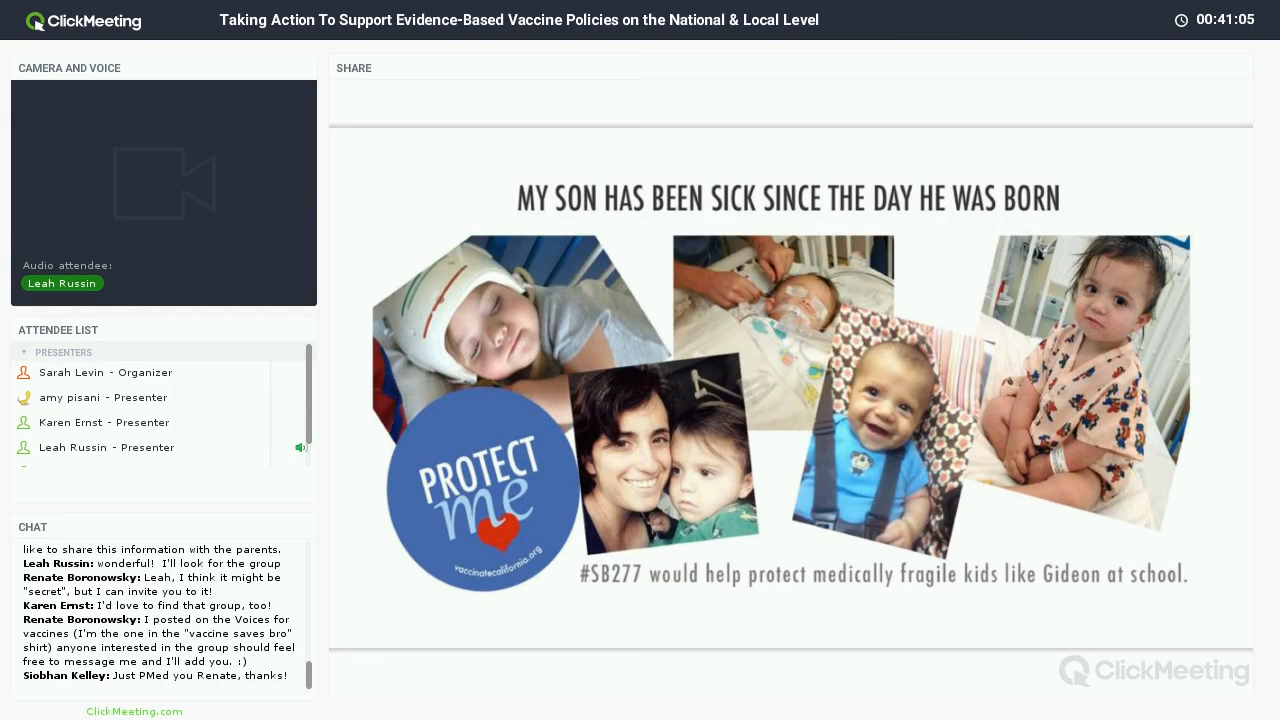 ClickMeeting
Taking Action To Support Evidence-Based Vaccine Policies on the National & Local Level
00:41:05
CAMERA AND VOICE
Audio attendee:
Leah Russin
ATTENDEE LIST
PRESENTERS
Sarah Levin - Organizer
amy pisani - Presenter
Karen Ernst - Presenter
Leah Russin - Presenter
CHAT
like to share this information with the parents.
Leah Russin: wonderful! I'll look for the group
Renate Boronowsky: Leah, I think it might be
"secret", but I can invite you to it!
Karen Ernst: I'd love to find that group, too!
Renate Boronowsky: I posted on the Voices for
vaccines (I'm the one in the "vaccine saves bro"
shirt) anyone interested in the group should feel
free to message me and I'll add you. :)
Siobhan Kelley: Just PMed you Renate, thanks!
ClickMeeting.com
SHARE
MY SON HAS BEEN SICK SINCE THE DAY HE WAS BORN
PROTECT
me
vaccinatecalifornia.org
#SB277 would help protect medically fragile kids like Gideon at school.
ClickMeeting